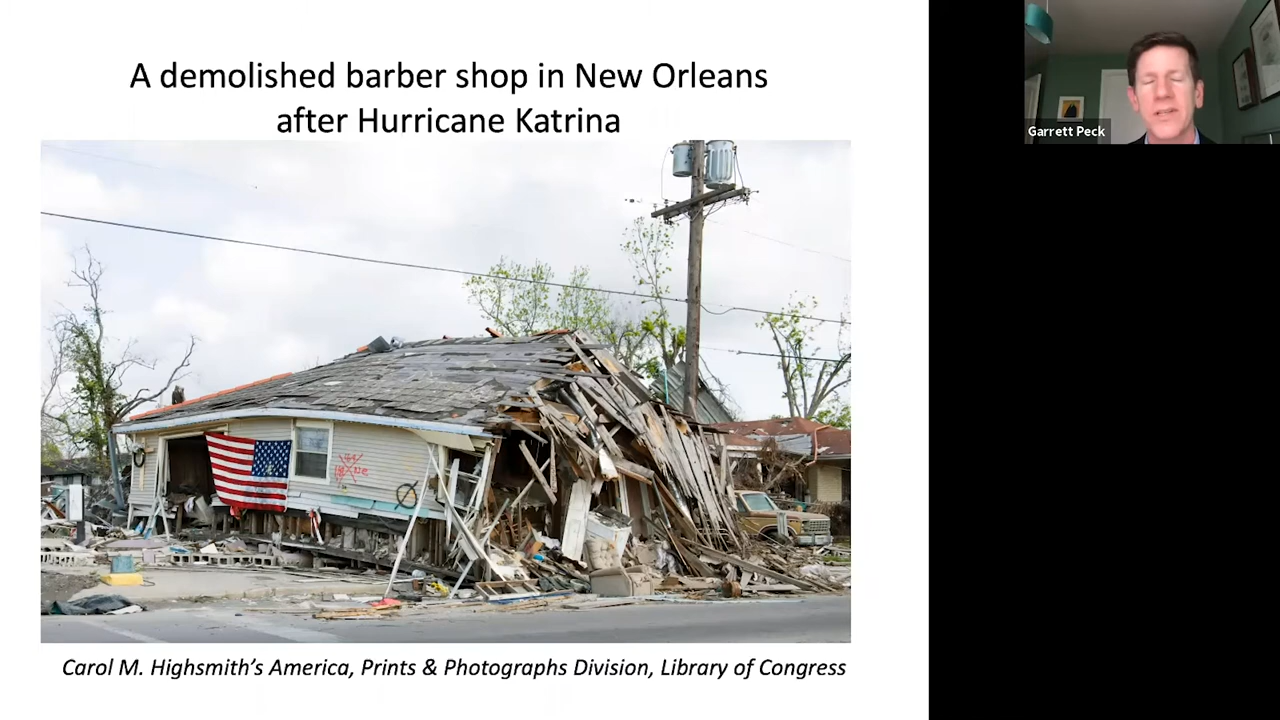 A demolished barber shop in New Orleans
after Hurricane Katrina
Garrett Peck
Carol M. Highsmith's America, Prints & Photographs Division, Library of Congress